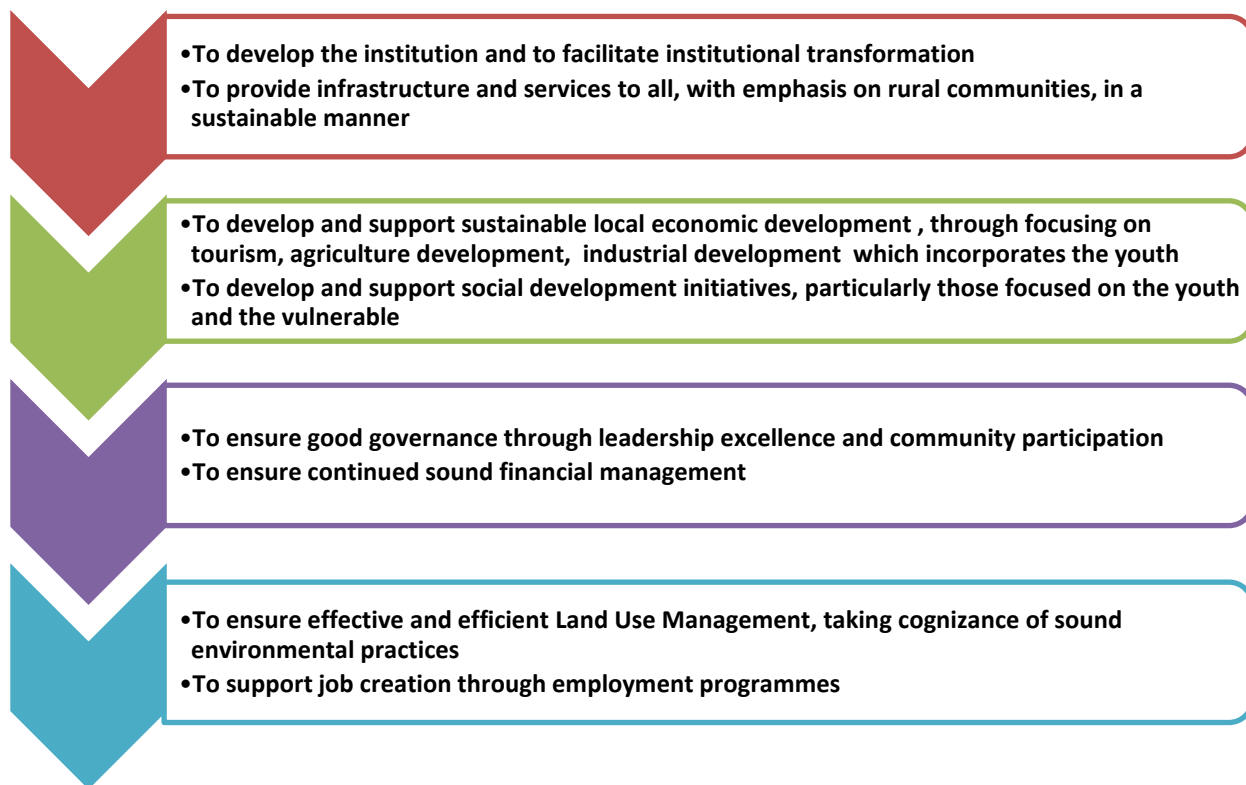 •To develop the institution and to facilitate institutional transformation
•To provide infrastructure and services to all, with emphasis on rural communities, in a
sustainable manner
•To develop and support sustainable local economic development , through focusing on
tourism, agriculture development, industrial development which incorporates the youth
•To develop and support social development initiatives, particularly those focused on the youth
and the vulnerable
•To ensure good governance through leadership excellence and community participation
•To ensure continued sound financial management
•To ensure effective and efficient Land Use Management, taking cognizance of sound
environmental practices
•To support job creation through employment programmes